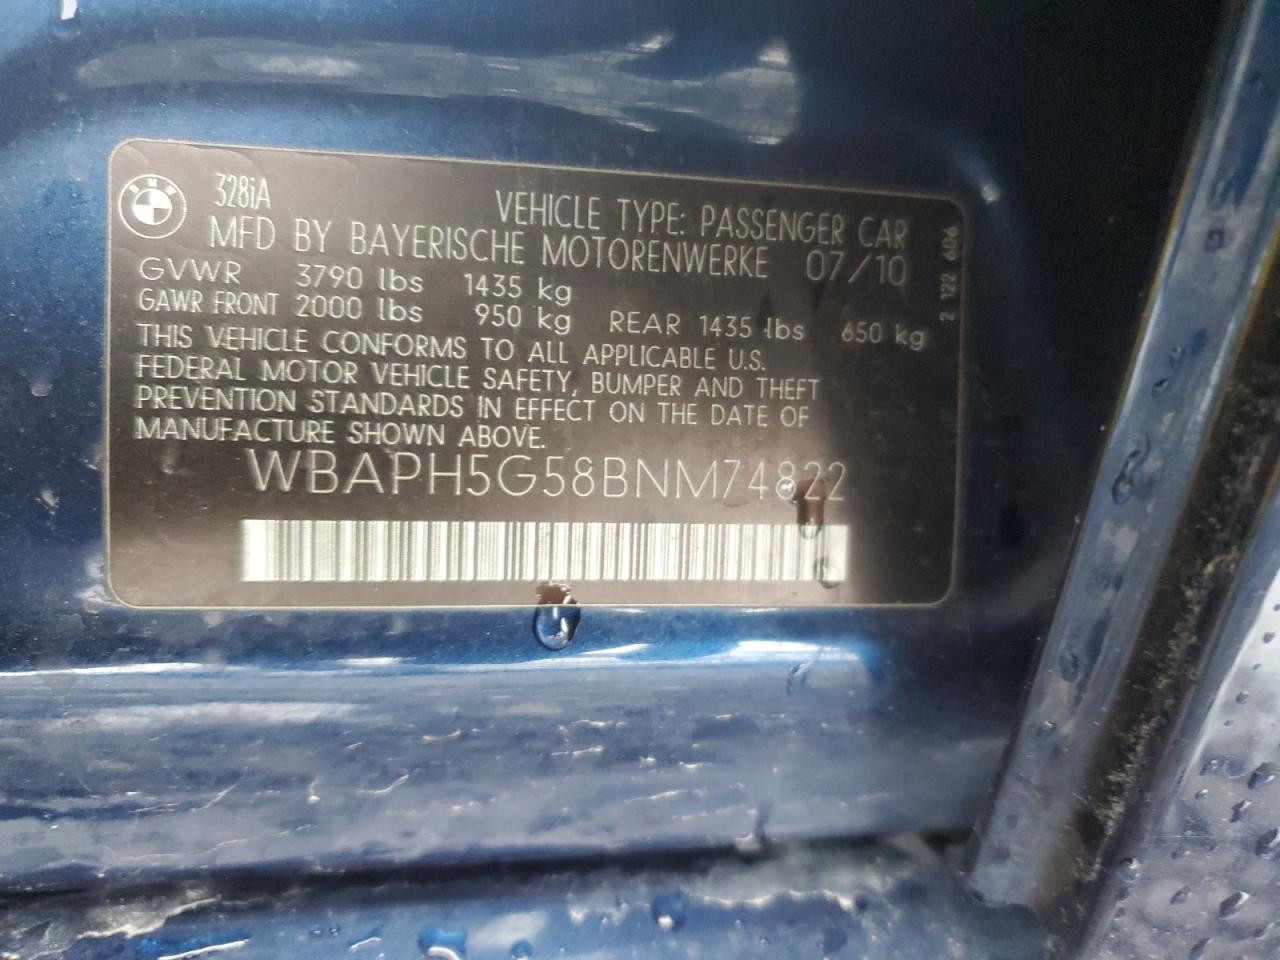 BMW
328iA
VEHICLE TYPE: PASSENGER CAR
MFD BY BAYERISCHE MOTORENWERKE 07/10
GVWR 3790 lbs 1435 kg
GAWR FRONT 2000 lbs 950 kg REAR 1435 lbs 650 kg
THIS VEHICLE CONFORMS TO ALL APPLICABLE U.S.
FEDERAL MOTOR VEHICLE SAFETY, BUMPER AND THEFT
PREVENTION STANDARDS IN EFFECT ON THE DATE OF
MANUFACTURE SHOWN ABOVE.
WBAPH5G58BNM74822
2 122 606